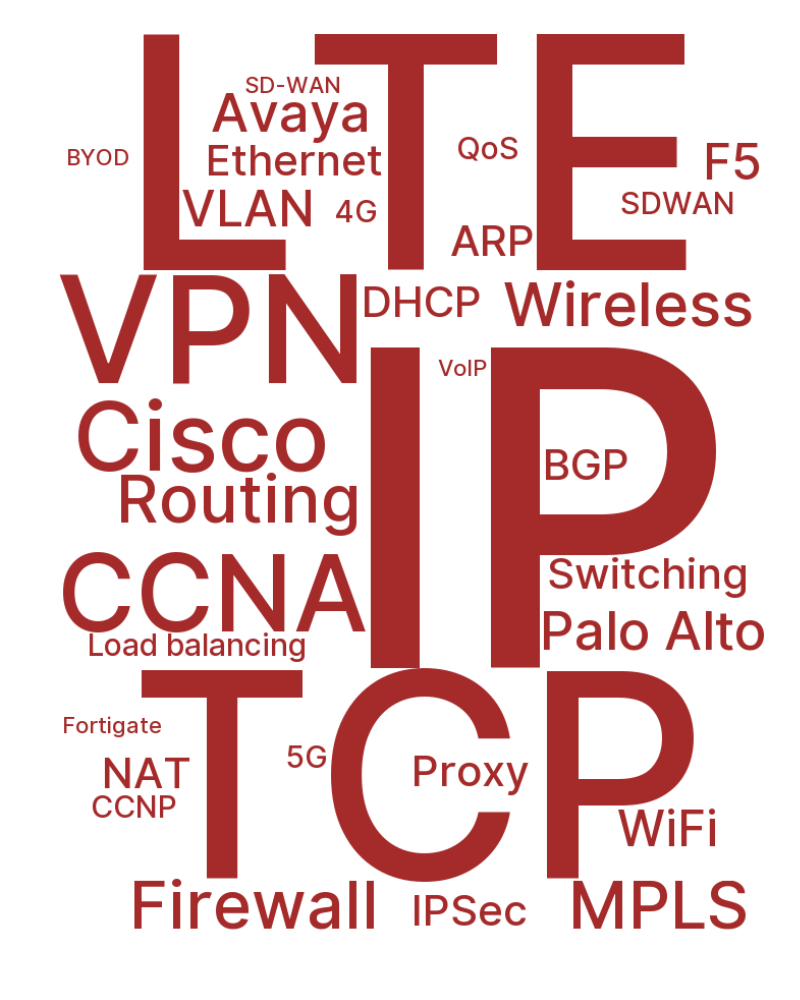 LTE
SD-WAN
Avaya
BYOD
Ethernet
QoS
F5
VLAN
4G
SDWAN
ARP
VPN
DHCP
Wireless
IP
VoIP
Cisco
BGP
Routing
CCNA
Switching
Palo Alto
Load balancing
TCP
Fortigate
5G
NAT
Proxy
CCNP
WiFi
Firewall
IPSec
MPLS